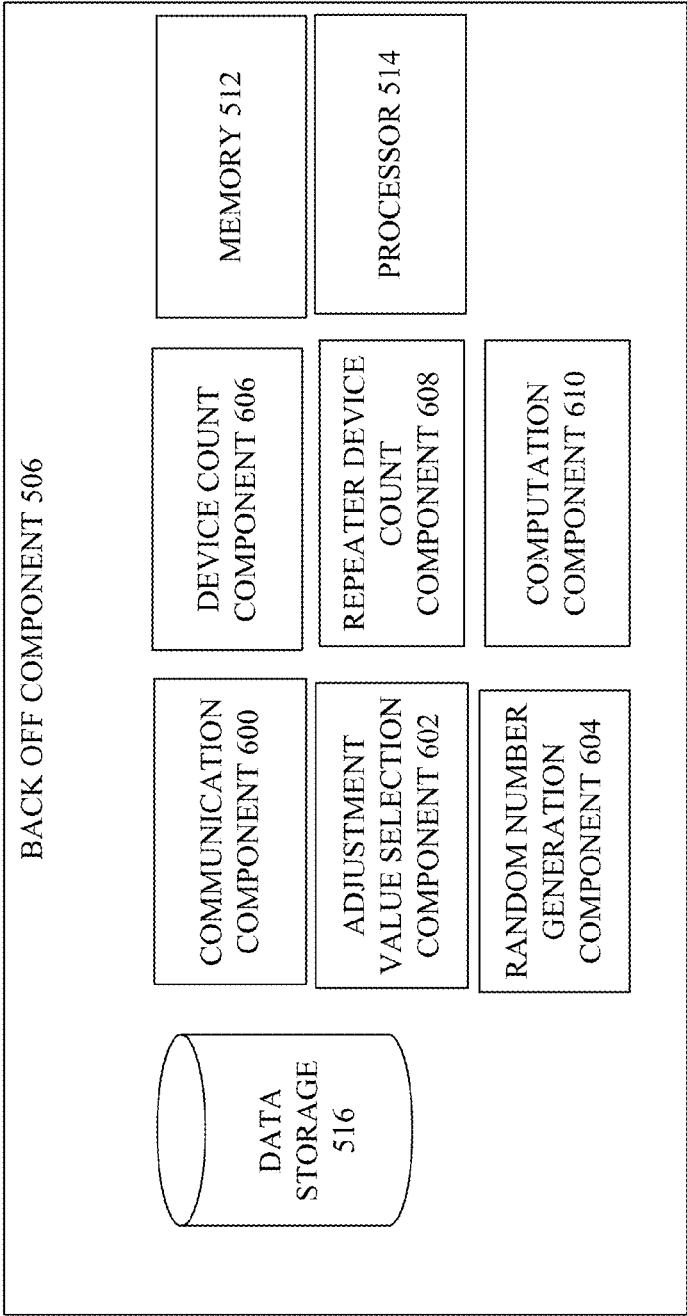 BACK OFF COMPONENT 506
DATA
STORAGE
516
COMMUNICATION
COMPONENT 600
ADJUSTMENT
VALUE SELECTION
COMPONENT 602
RANDOM NUMBER
GENERATION
COMPONENT 604
DEVICE COUNT
COMPONENT 606
REPEATER DEVICE
COUNT
COMPONENT 608
COMPUTATION
COMPONENT 610
MEMORY 512
PROCESSOR 514